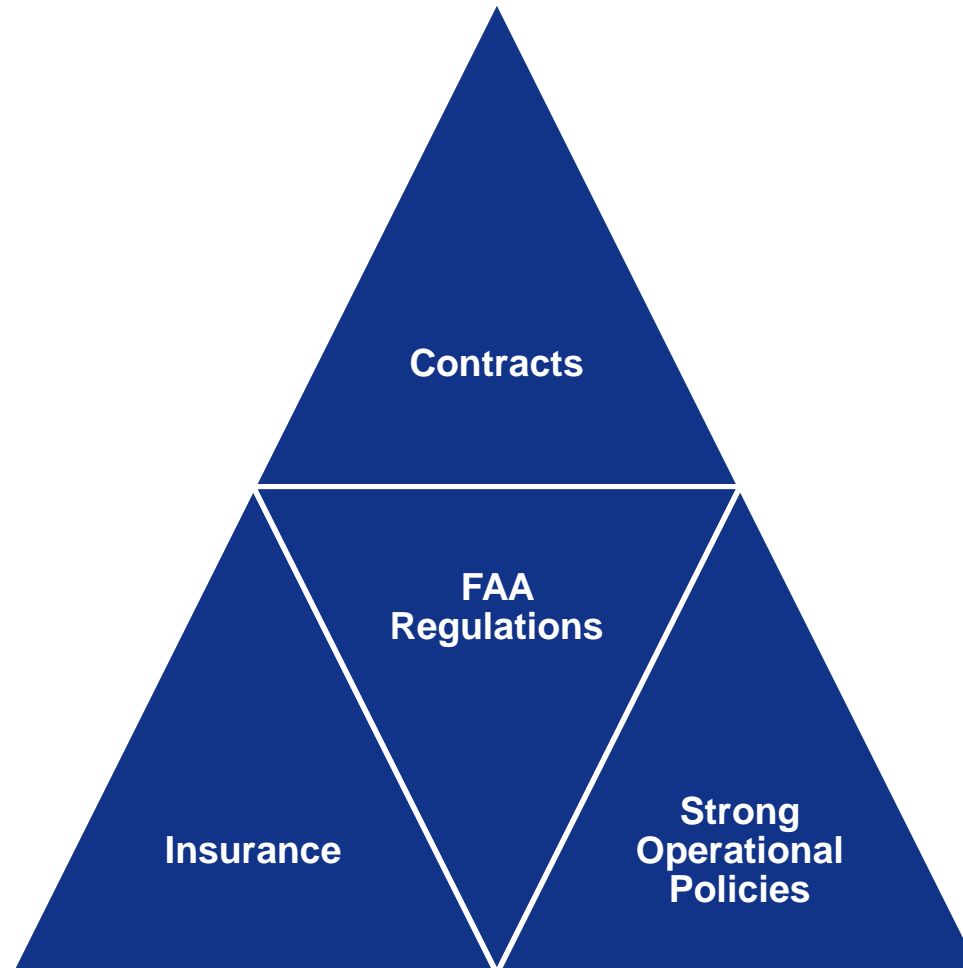 Contracts
FAA
Regulations
Insurance
Strong
Operational
Policies